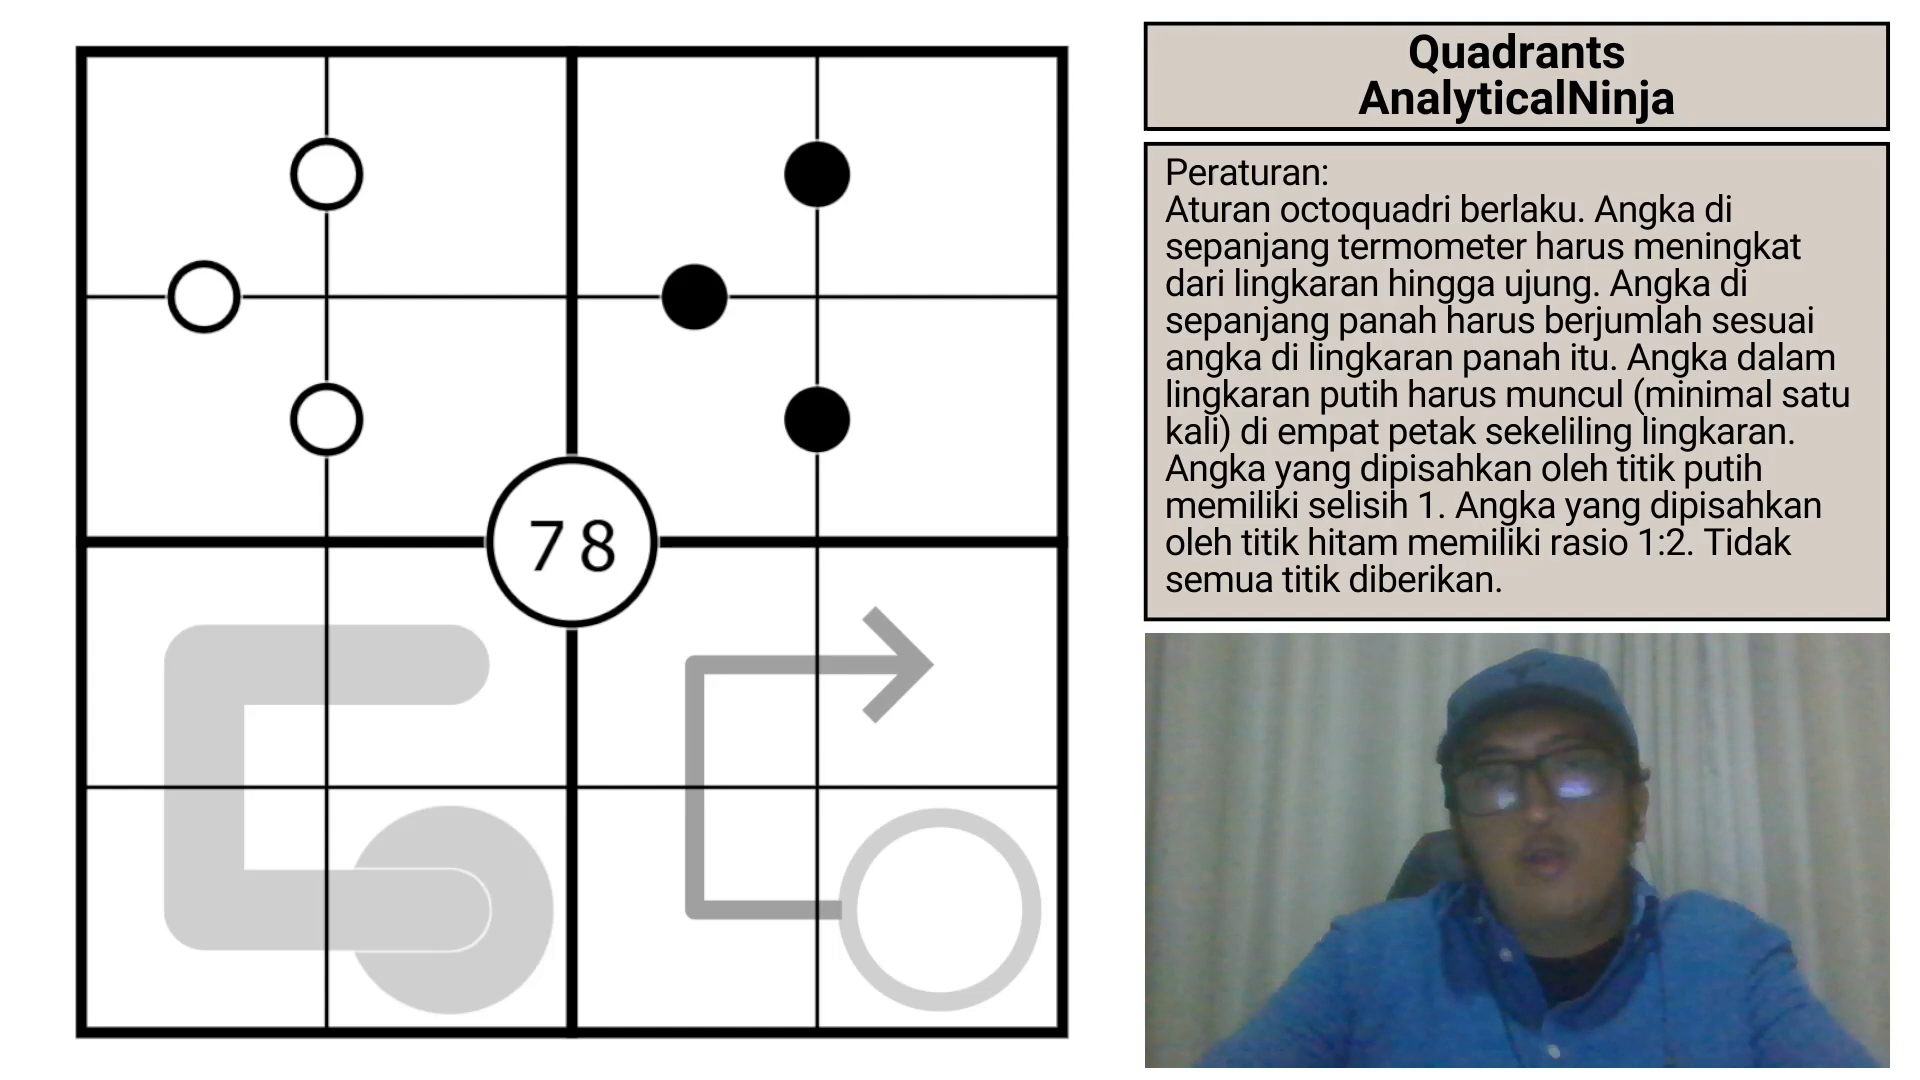 Quadrants
AnalyticalNinja
Peraturan:
Aturan octoquadri berlaku. Angka di
sepanjang termometer harus meningkat
dari lingkaran hingga ujung. Angka di
sepanjang panah harus berjumlah sesuai
angka di lingkaran panah itu. Angka dalam
lingkaran putih harus muncul (minimal satu
kali) di empat petak sekeliling lingkaran.
Angka yang dipisahkan oleh titik putih
memiliki selisih 1. Angka yang dipisahkan
oleh titik hitam memiliki rasio 1:2. Tidak
semua titik diberikan.
7 8